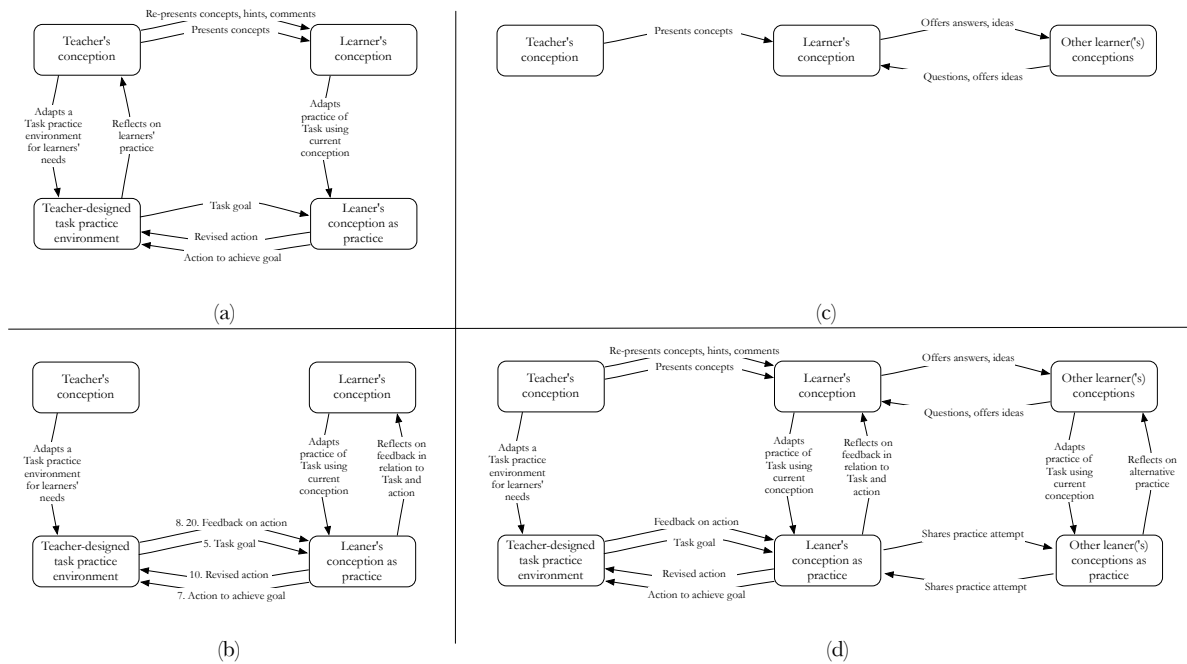 Re-presents concepts, hints, comments
Presents concepts
Teacher's
conception
Learner's
conception
Adapts a
Task practice
environment
for learners'
needs
Reflects on
learners'
practice
Adapts
practice of
Task using
current
conception
Teacher-designed
task practice
environment
Task goal
Revised action
Action to achieve goal
Leaner's
conception as
practice
(a)
Teacher's
conception
Presents concepts
Learner's
conception
Offers answers, ideas
Questions, offers ideas
Other learner('s)
conceptions
(c)
Teacher's
conception
Learner's
conception
Adapts a
Task practice
environment
for learners'
needs
Adapts
practice of
Task using
current
conception
Reflects on
feedback in
relation to
Task and
action
8. 20. Feedback on action
5. Task goal
Teacher-designed
task practice
environment
10. Revised action
7. Action to achieve goal
Leaner's
conception as
practice
(b)
Re-presents concepts, hints, comments
Presents concepts
Teacher's
conception
Learner's
conception
Offers answers, ideas
Questions, offers ideas
Other learner('s)
conceptions
Adapts a
Task practice
environment
for learners'
needs
Adapts
practice of
Task using
current
conception
Reflects on
feedback in
relation to
Task and
action
Adapts
practice of
Task using
current
conception
Reflects on
alternative
practice
Feedback on action
Task goal
Teacher-designed
task practice
environment
Revised action
Action to achieve goal
Leaner's
conception as
practice
Shares practice attempt
Shares practice attempt
Other leaner('s)
conceptions as
practice
(d)